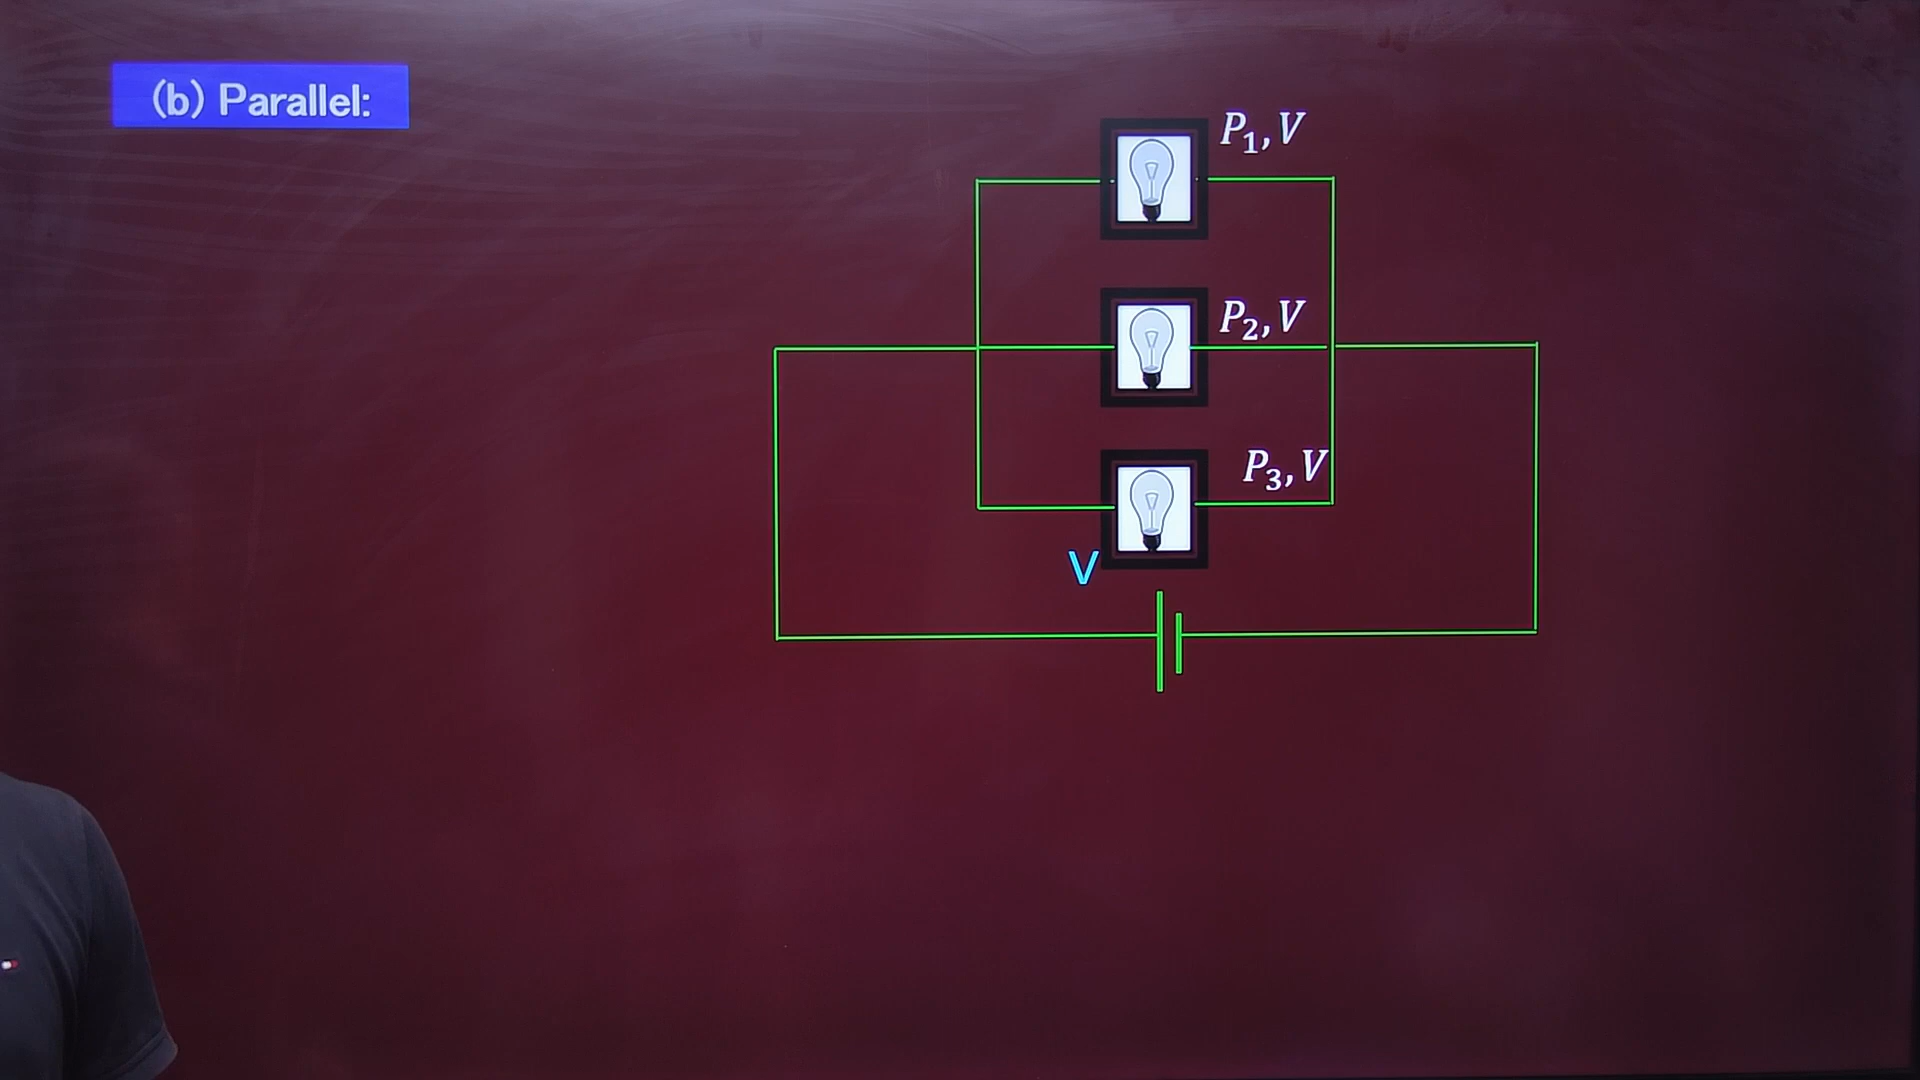 (b) Parallel:
P₁, V
P₂, V
P₃, V
V